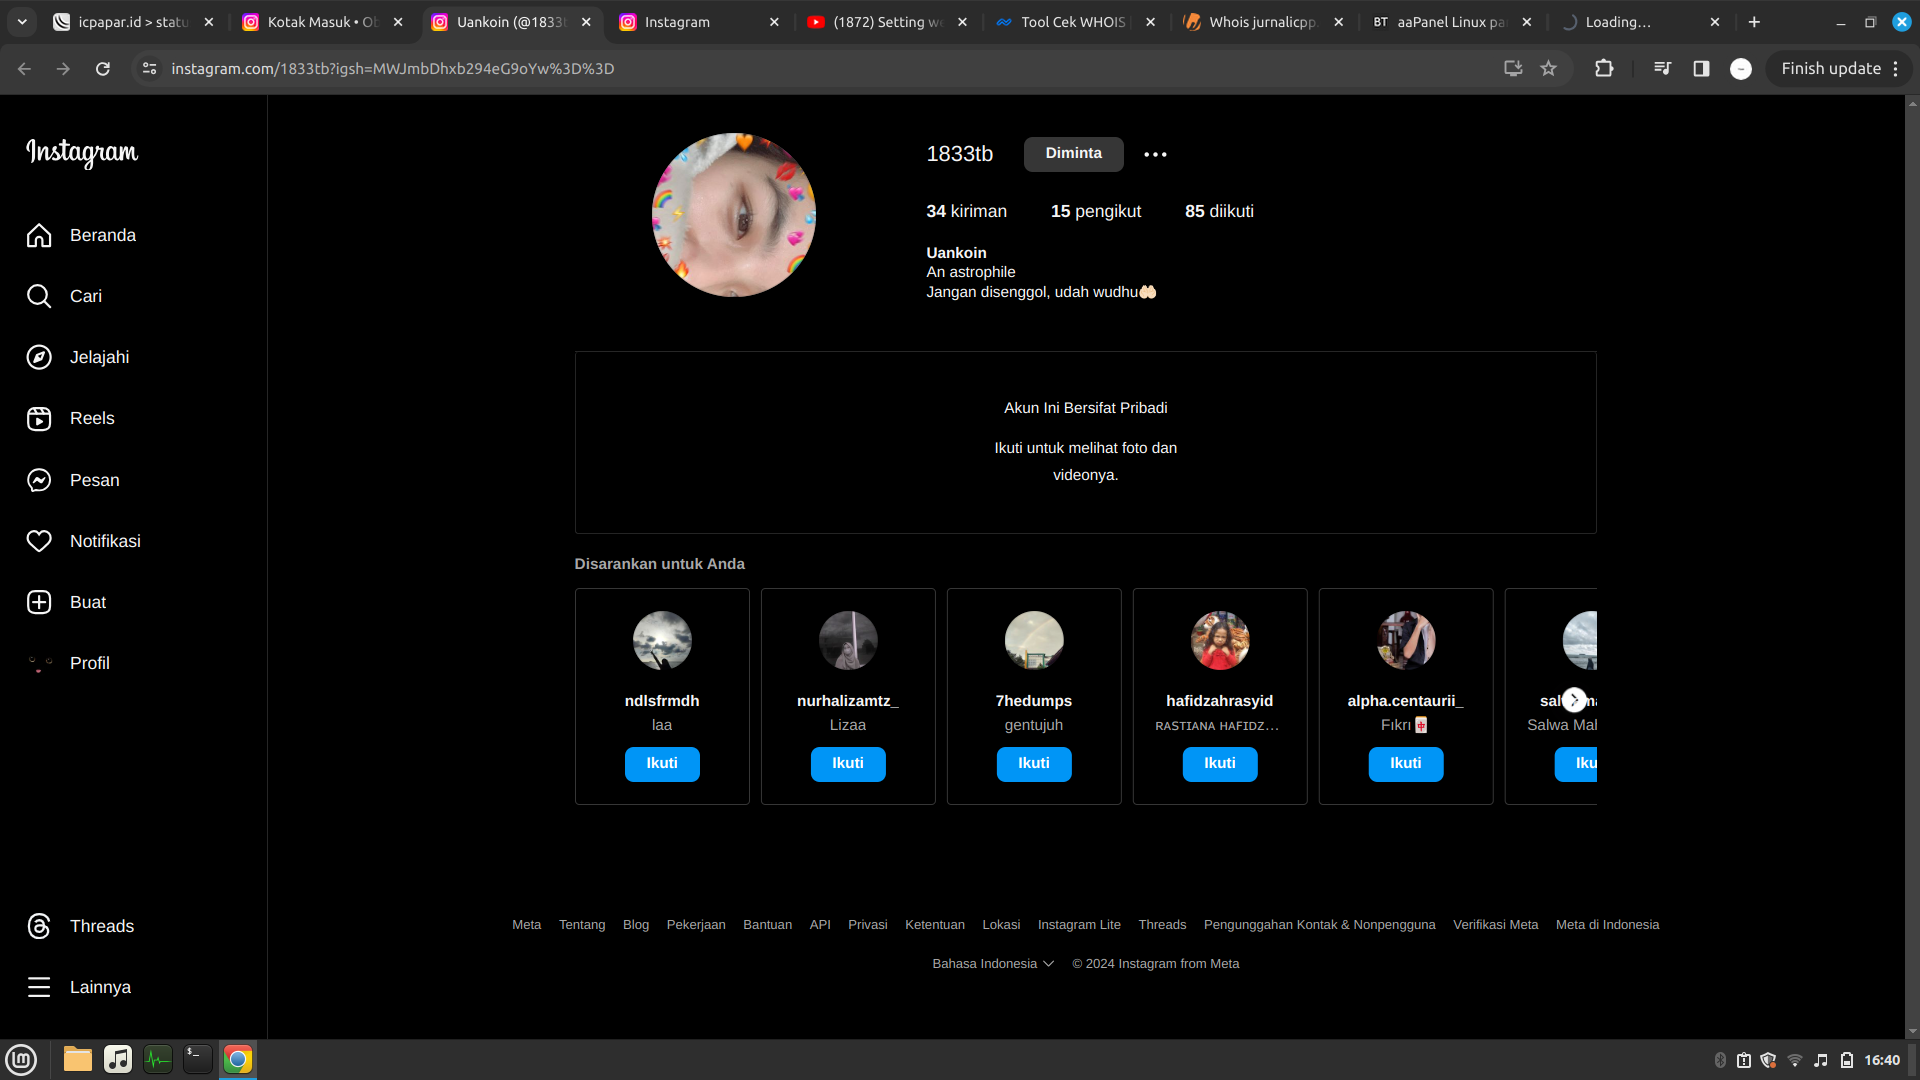 icpapar.id > statu
Kotak Masuk • Ob
Uankoin (@1833t
Instagram
(1872) Setting we
Tool Cek WHOIS
Whois jurnalicpp.
BT aaPanel Linux pa
Loading...
instagram.com/1833tb?igsh=MWJmbDhxb294eG9oYw%3D%3D
Finish update
Instagram
1833tb
Diminta
34 kiriman
15 pengikut
85 diikuti
Uankoin
An astrophile
Jangan disenggol, udah wudhu🤲🏻
Beranda
Cari
Jelajahi
Reels
Pesan
Notifikasi
Buat
Profil
Threads
Lainnya
Akun Ini Bersifat Pribadi
Ikuti untuk melihat foto dan
videonya.
Disarankan untuk Anda
ndlsfrmdh
laa
Ikuti
nurhalizamtz_
Lizaa
Ikuti
7hedumps
gentujuh
Ikuti
hafidzahrasyid
ʀᴀsᴛɪᴀɴᴀ ʜᴀғɪᴅᴢ...
Ikuti
alpha.centaurii_
Fıkrı🀄
Ikuti
Salwa Mal
Iku
Meta Tentang Blog Pekerjaan Bantuan API Privasi Ketentuan Lokasi Instagram Lite Threads Pengunggahan Kontak & Nonpengguna Verifikasi Meta Meta di Indonesia
Bahasa Indonesia © 2024 Instagram from Meta
16:40